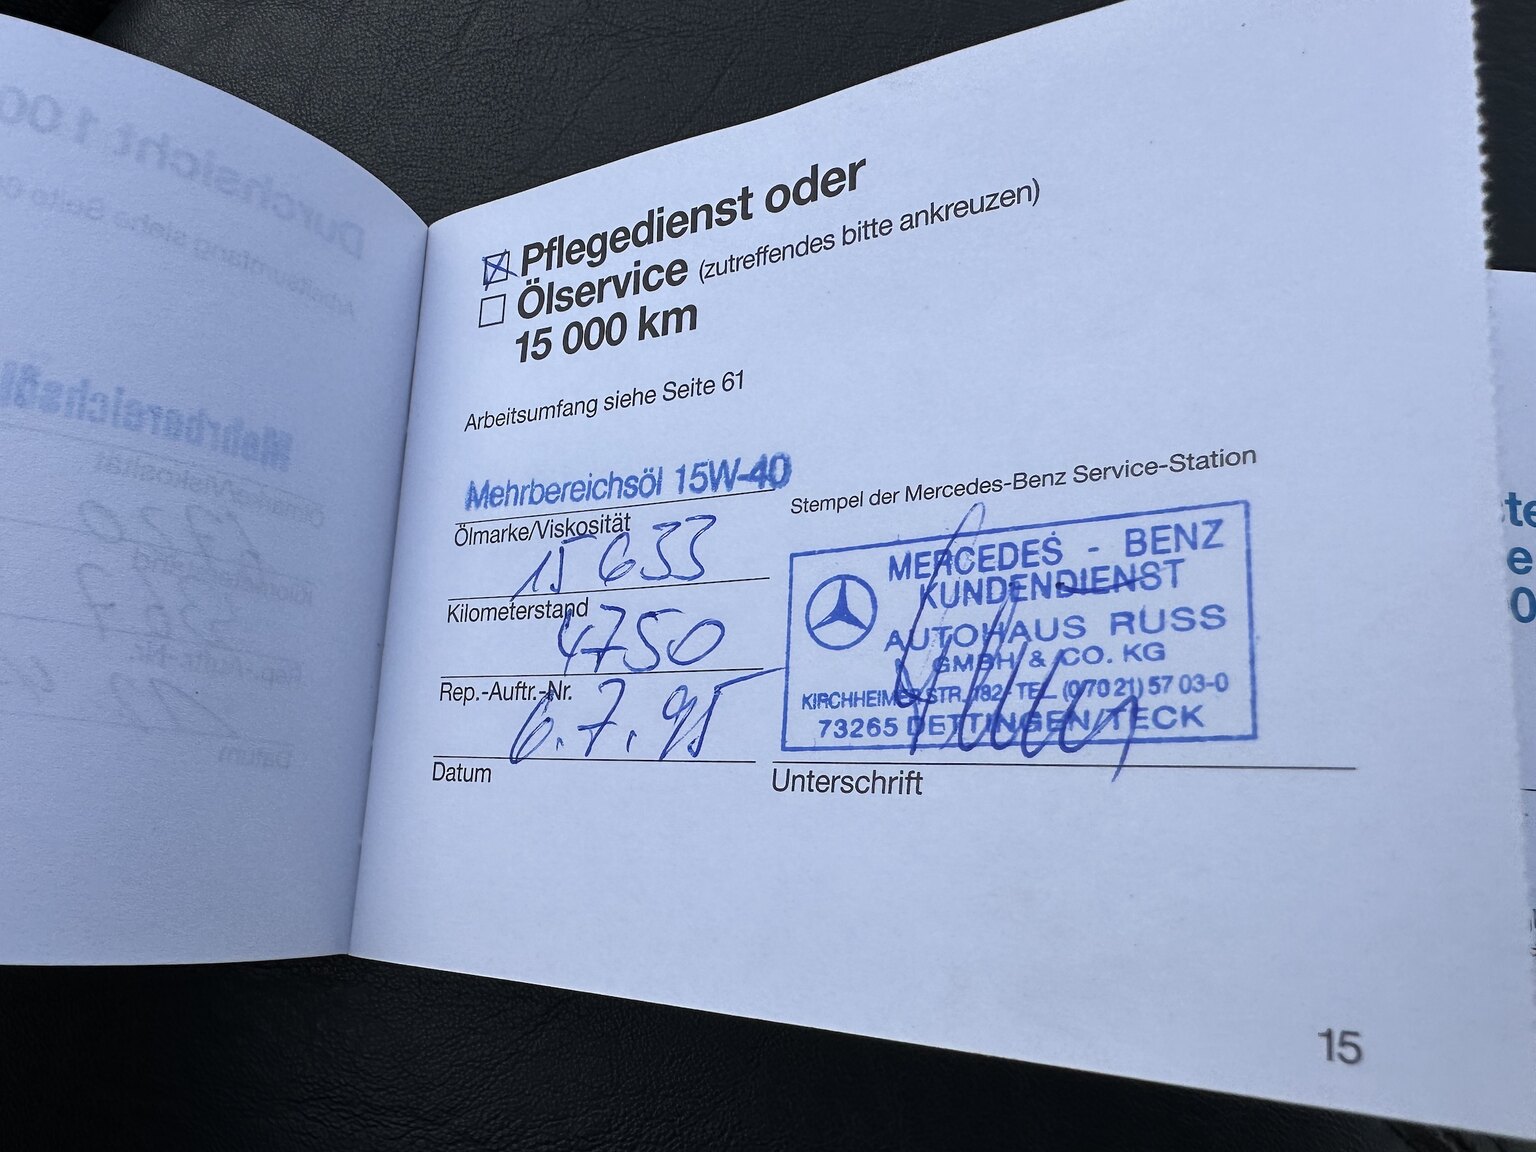 Pflegedienst oder
Ölservice (zutreffendes bitte ankreuzen)
15 000 km
Arbeitsumfang siehe Seite 61
Mehrbereichsöl 15W-40
Ölmarke/Viskosität
15 633
Kilometerstand
4750
Rep.-Auftr.-Nr.
6.7.95
Datum
Stempel der Mercedes-Benz Service-Station
MERCEDES - BENZ
KUNDENDIENST
AUTOHAUS RUSS
GMBH & CO. KG
KIRCHHEIMER STR. 182 · TEL. (07021) 57 03-0
73265 DETTINGEN/TECK
Unterschrift
15